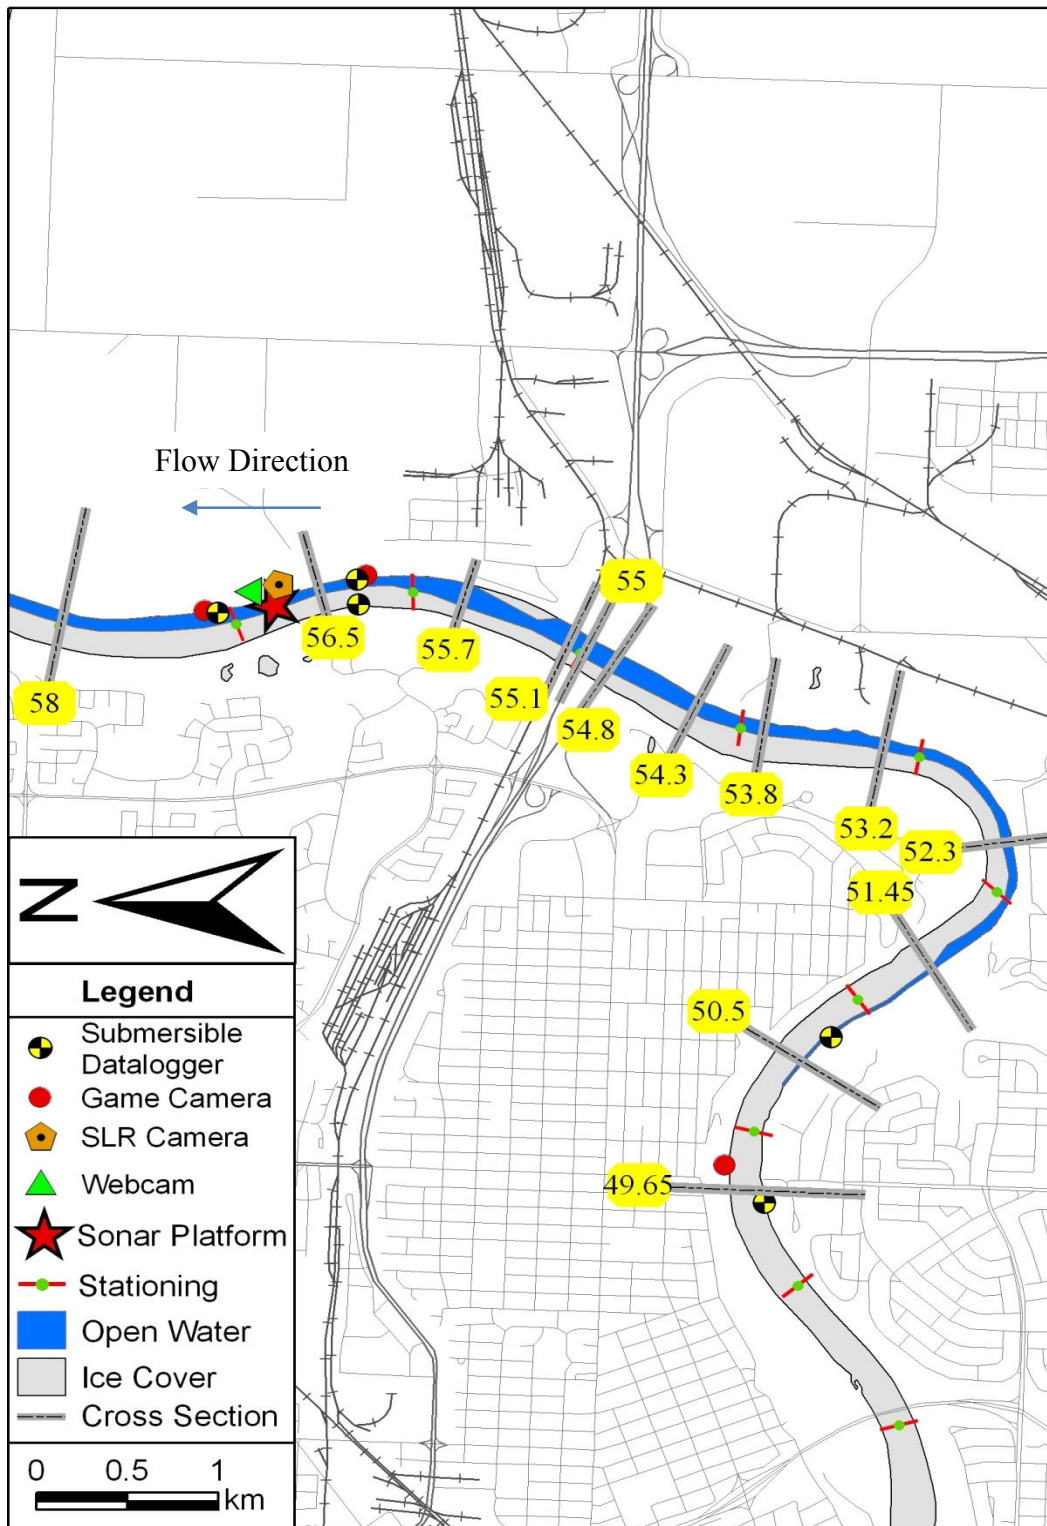 Flow Direction
55
56.5
55.7
58
55.1
54.8
54.3
53.8
53.2
52.3
51.45
50.5
49.65
N
Legend
Submersible
Datalogger
Game Camera
SLR Camera
Webcam
Sonar Platform
Stationing
Open Water
Ice Cover
Cross Section
0 0.5 1
km